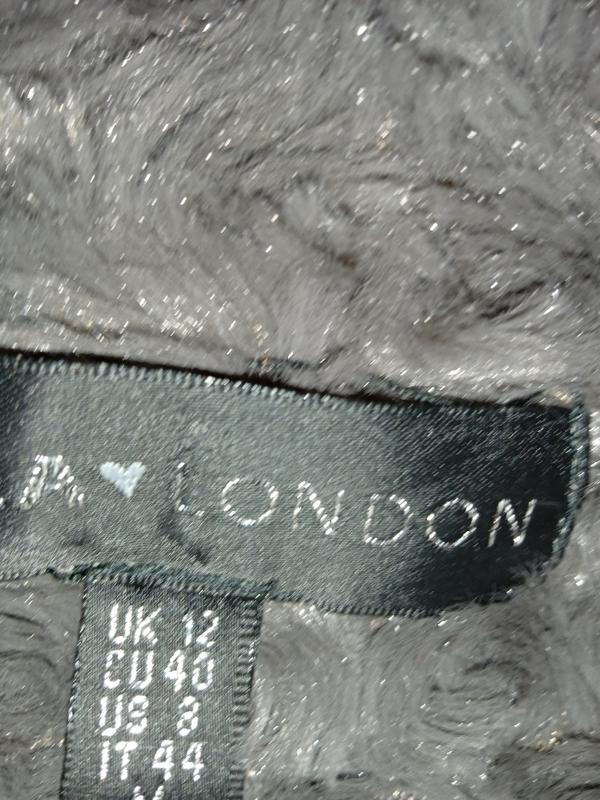 A ♥ LONDON
UK 12
EU 40
US 8
IT 44